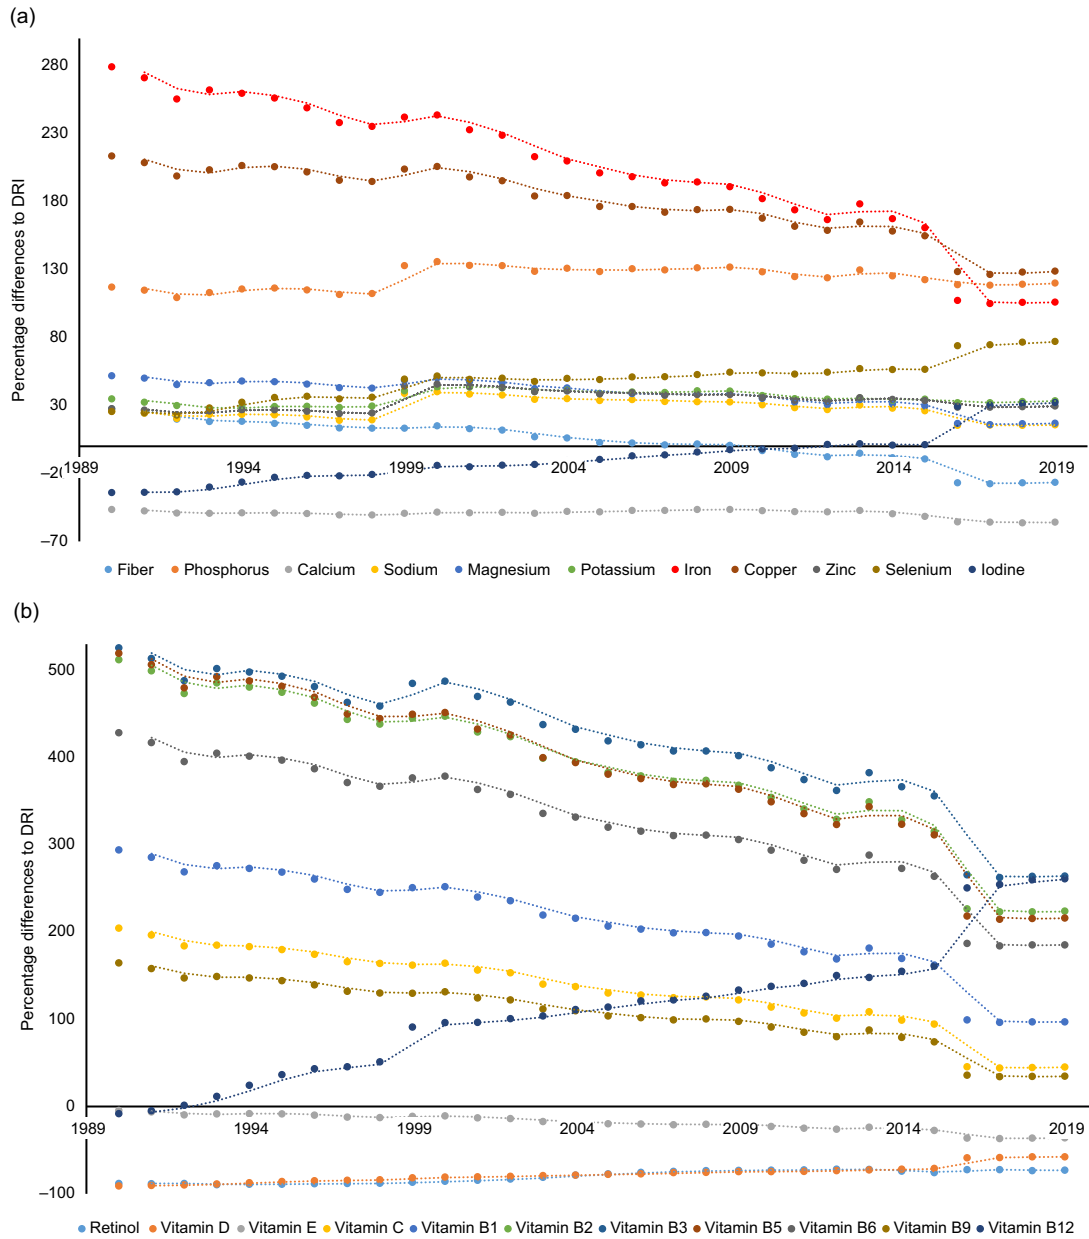 (a)
Percentage differences to DRI
280
230
180
130
80
30
–20
–70
1989 1994 1999 2004 2009 2014 2019
Fiber Phosphorus Calcium Sodium Magnesium Potassium Iron Copper Zinc Selenium Iodine
(b)
Percentage differences to DRI
500
400
300
200
100
0
–100
1989 1994 1999 2004 2009 2014 2019
Retinol Vitamin D Vitamin E Vitamin C Vitamin B1 Vitamin B2 Vitamin B3 Vitamin B5 Vitamin B6 Vitamin B9 Vitamin B12